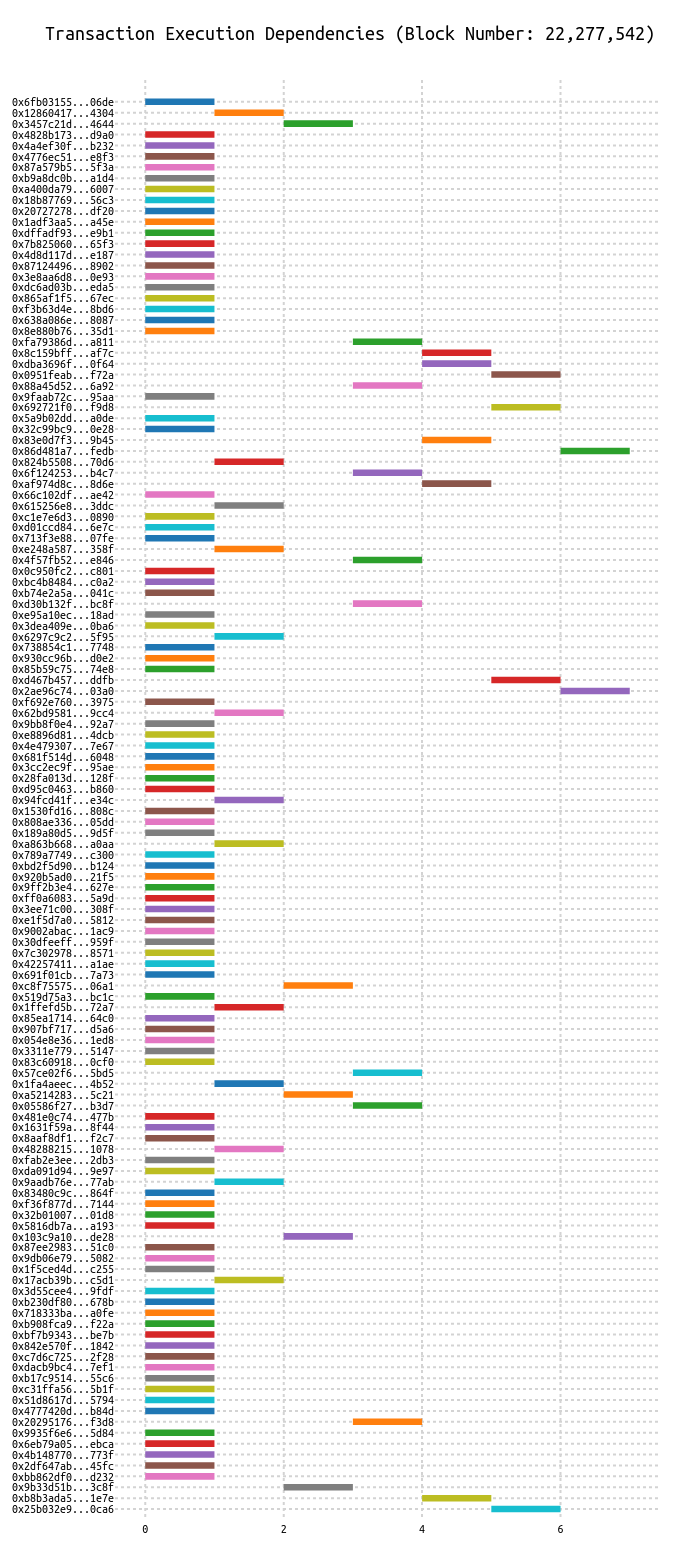 Transaction Execution Dependencies (Block Number: 22,277,542)
0x6fb03155...06de
0x12860417...4304
0x3457c21d...4644
0x4828b173...d9a0
0x4a4ef30f...b232
0x4776ec51...e8f3
0x87a579b5...5f3a
0xb9a8dc0b...a1d4
0xa400da79...6007
0x18b87769...56c3
0x20727278...df20
0x1adf3aa5...a45e
0xdffadf93...e9b1
0x7b825060...65f3
0x4d8d117d...e187
0x87124496...8902
0x3e8aa6d8...0e93
0xdc6ad03b...eda5
0x865af1f5...67ec
0xf3b63d4e...8bd6
0x638a086e...8087
0x8e880b76...35d1
0xfa79386d...a811
0x8c159bff...af7c
0xdba3696f...0f64
0x0951feab...f72a
0x88a45d52...6a92
0x9faab72c...95aa
0x692721f0...f9d8
0x5a9b02dd...a0de
0x32c99bc9...0e28
0x83e0d7f3...9b45
0x86d481a7...fedb
0x824b5508...70d6
0x6f124253...b4c7
0xaf974d8c...8d6e
0x66c102df...ae42
0x615256e8...3ddc
0xc1e7e6d3...0890
0xd01ccd84...6e7c
0x713f3e88...07fe
0xe248a587...358f
0x4f57fb52...e846
0x0c950fc2...c801
0xbc4b8484...c0a2
0xb74e2a5a...041c
0xd30b132f...bc8f
0xe95a10ec...18ad
0x3dea409e...0ba6
0x6297c9c2...5f95
0x738854c1...7748
0x930cc96b...d0e2
0x85b59c75...74e8
0xd467b457...ddfb
0x2ae96c74...03a0
0xf692e760...3975
0x62bd9581...9cc4
0x9bb8f0e4...92a7
0xe8896d81...4dcb
0x4e479307...7e67
0x681f514d...6048
0x3cc2ec9f...95ae
0x28fa013d...128f
0xd95c0463...b860
0x94fcd41f...e34c
0x1530fd16...808c
0x808ae336...05dd
0x189a80d5...9d5f
0xa863b668...a0aa
0x789a7749...c300
0xbd2f5d90...b124
0x920b5ad0...21f5
0x9ff2b3e4...627e
0xff0a6083...5a9d
0x3ee71c00...308f
0xe1f5d7a0...5812
0x9002abac...1ac9
0x30dfeeff...959f
0x7c302978...8571
0x42257411...a1ae
0x691f01cb...7a73
0xc8f75575...06a1
0x519d75a3...bc1c
0x1ffefd5b...72a7
0x85ea1714...64c0
0x907bf717...d5a6
0x054e8e36...1ed8
0x3311e779...5147
0x83c60918...0cf0
0x57ce02f6...5bd5
0x1fa4aeec...4b52
0xa5214283...5c21
0x05586f27...b3d7
0x481e0c74...477b
0x1631f59a...8f44
0x8aaf8df1...f2c7
0x48288215...1078
0xfab2e3ee...2db3
0xda091d94...9e97
0x9aadb76e...77ab
0x83480c9c...864f
0xf36f877d...7144
0x32b01007...01d8
0x5816db7a...a193
0x103c9a10...de28
0x87ee2983...51c0
0x9db06e79...5082
0x1f5ced4d...c255
0x17acb39b...c5d1
0x3d55cee4...9fdf
0xb230df80...678b
0x718333ba...a0fe
0xb908fca9...f22a
0xbf7b9343...be7b
0x842e570f...1842
0xc7d6c725...2f28
0xdacb9bc4...7ef1
0xb17c9514...55c6
0xc31ffa56...5b1f
0x51d8617d...5794
0x4777420d...b84d
0x20295176...f3d8
0x9935f6e6...5d84
0x6eb79a05...ebca
0x4b148770...773f
0x2df647ab...45fc
0xbb862df0...d232
0x9b33d51b...3c8f
0xb8b3ada5...1e7e
0x25b032e9...0ca6
0 2 4 6